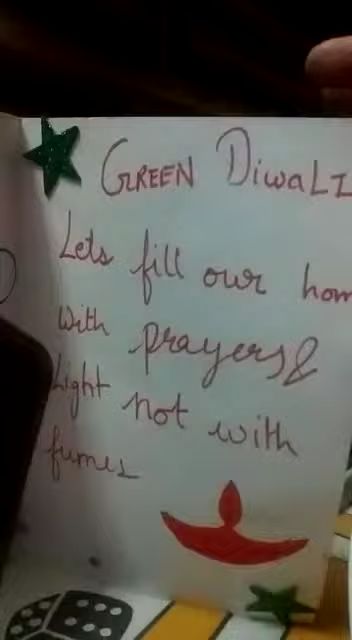 GREEN DiwaLI
Lets fill our hom
with prayers&
Light not with
fumes